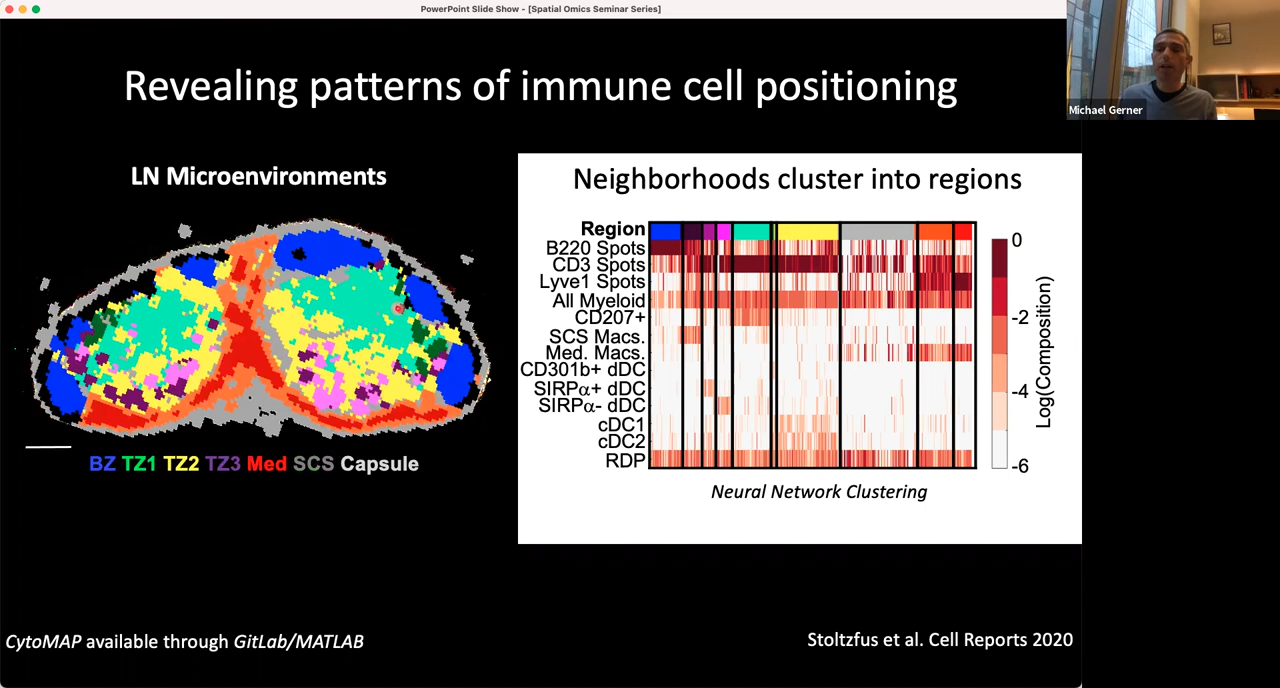 PowerPoint Slide Show - [Spatial Omics Seminar Series]
Michael Gerner
Revealing patterns of immune cell positioning
LN Microenvironments
BZ TZ1 TZ2 TZ3 Med SCS Capsule
Neighborhoods cluster into regions
Region
B220 Spots
CD3 Spots
Lyve1 Spots
All Myeloid
CD207+
SCS Macs.
Med. Macs.
CD301b+ dDC
SIRPα+ dDC
SIRPα- dDC
cDC1
cDC2
RDP
0
-2
-4
-6
Log(Composition)
Neural Network Clustering
CytoMAP available through GitLab/MATLAB
Stoltzfus et al. Cell Reports 2020